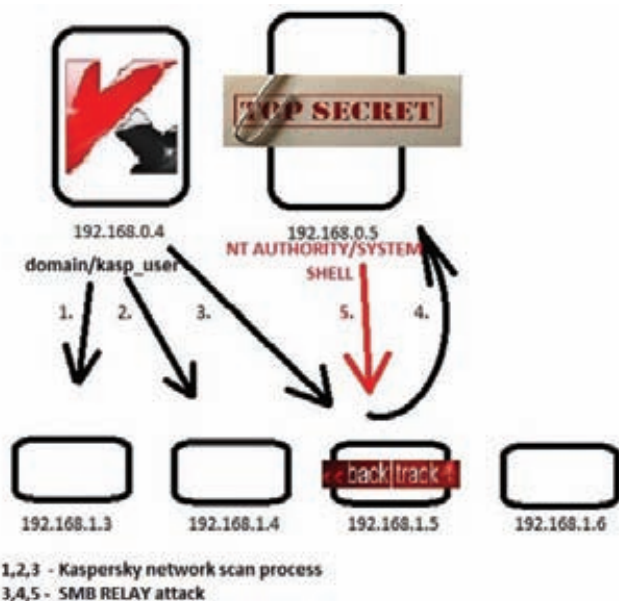 TOP SECRET
192.168.0.4
192.168.0.5
domain/kasp_user
NT AUTHORITY/SYSTEM
SHELL
1.
2.
3.
5.
4.
<< back | track
192.168.1.3
192.168.1.4
192.168.1.5
192.168.1.6
1,2,3 - Kaspersky network scan process
3,4,5 - SMB RELAY attack